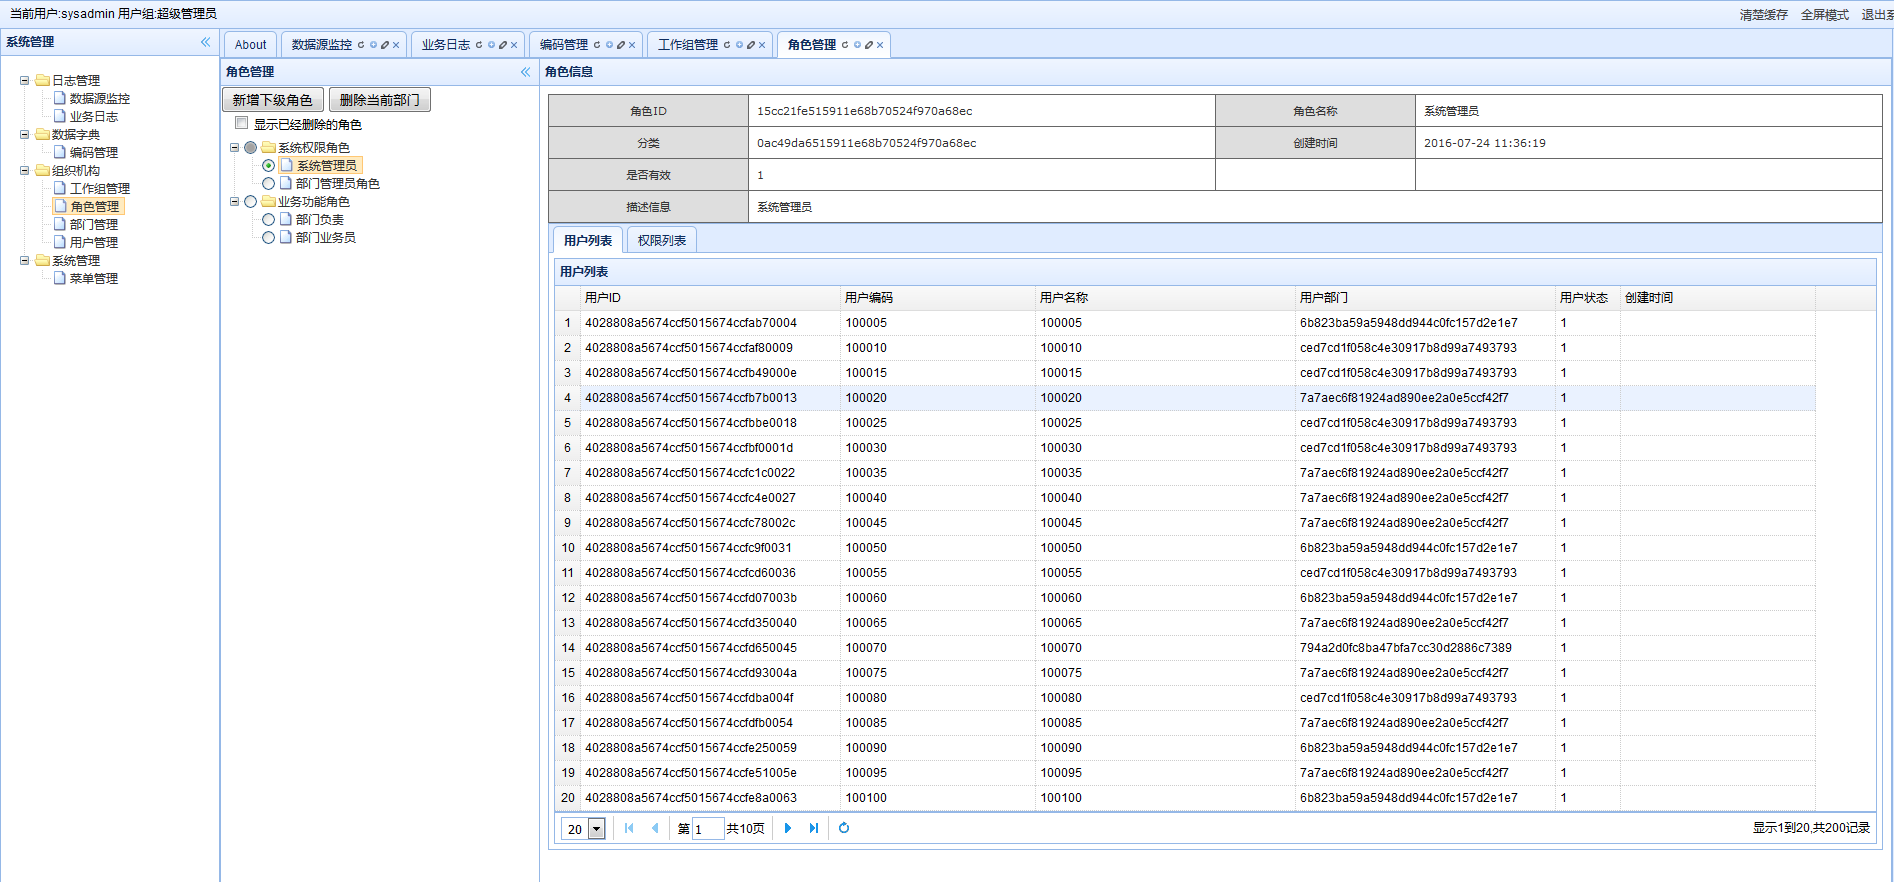 当前用户:sysadmin 用户组:超级管理员
清楚缓存 全屏模式 退出系
系统管理
日志管理
数据源监控
业务日志
数据字典
编码管理
组织机构
工作组管理
角色管理
部门管理
用户管理
系统管理
菜单管理
About 数据源监控 业务日志 编码管理 工作组管理 角色管理
角色管理
新增下级角色 删除当前部门
显示已经删除的角色
系统权限角色
系统管理员
部门管理员角色
业务功能角色
部门负责
部门业务员
角色信息
角色ID 15cc21fe515911e68b70524f970a68ec 角色名称 系统管理员
分类 0ac49da6515911e68b70524f970a68ec 创建时间 2016-07-24 11:36:19
是否有效 1
描述信息 系统管理员
用户列表 权限列表
用户列表
用户ID 用户编码 用户名称 用户部门 用户状态 创建时间
1 4028808a5674ccf5015674ccfab70004 100005 100005 6b823ba59a5948dd944c0fc157d2e1e7 1
2 4028808a5674ccf5015674ccfaf80009 100010 100010 ced7cd1f058c4e30917b8d99a7493793 1
3 4028808a5674ccf5015674ccfb49000e 100015 100015 ced7cd1f058c4e30917b8d99a7493793 1
4 4028808a5674ccf5015674ccfb7b0013 100020 100020 7a7aec6f81924ad890ee2a0e5ccf42f7 1
5 4028808a5674ccf5015674ccfbbe0018 100025 100025 ced7cd1f058c4e30917b8d99a7493793 1
6 4028808a5674ccf5015674ccfbf0001d 100030 100030 ced7cd1f058c4e30917b8d99a7493793 1
7 4028808a5674ccf5015674ccfc1c0022 100035 100035 7a7aec6f81924ad890ee2a0e5ccf42f7 1
8 4028808a5674ccf5015674ccfc4e0027 100040 100040 7a7aec6f81924ad890ee2a0e5ccf42f7 1
9 4028808a5674ccf5015674ccfc78002c 100045 100045 7a7aec6f81924ad890ee2a0e5ccf42f7 1
10 4028808a5674ccf5015674ccfc9f0031 100050 100050 6b823ba59a5948dd944c0fc157d2e1e7 1
11 4028808a5674ccf5015674ccfcd60036 100055 100055 ced7cd1f058c4e30917b8d99a7493793 1
12 4028808a5674ccf5015674ccfd07003b 100060 100060 6b823ba59a5948dd944c0fc157d2e1e7 1
13 4028808a5674ccf5015674ccfd350040 100065 100065 7a7aec6f81924ad890ee2a0e5ccf42f7 1
14 4028808a5674ccf5015674ccfd650045 100070 100070 794a2d0fc8ba47bfa7cc30d2886c7389 1
15 4028808a5674ccf5015674ccfd93004a 100075 100075 7a7aec6f81924ad890ee2a0e5ccf42f7 1
16 4028808a5674ccf5015674ccfdba004f 100080 100080 ced7cd1f058c4e30917b8d99a7493793 1
17 4028808a5674ccf5015674ccfdfb0054 100085 100085 7a7aec6f81924ad890ee2a0e5ccf42f7 1
18 4028808a5674ccf5015674ccfe250059 100090 100090 6b823ba59a5948dd944c0fc157d2e1e7 1
19 4028808a5674ccf5015674ccfe51005e 100095 100095 7a7aec6f81924ad890ee2a0e5ccf42f7 1
20 4028808a5674ccf5015674ccfe8a0063 100100 100100 6b823ba59a5948dd944c0fc157d2e1e7 1
20 第 1 共10页 显示1到20,共200记录